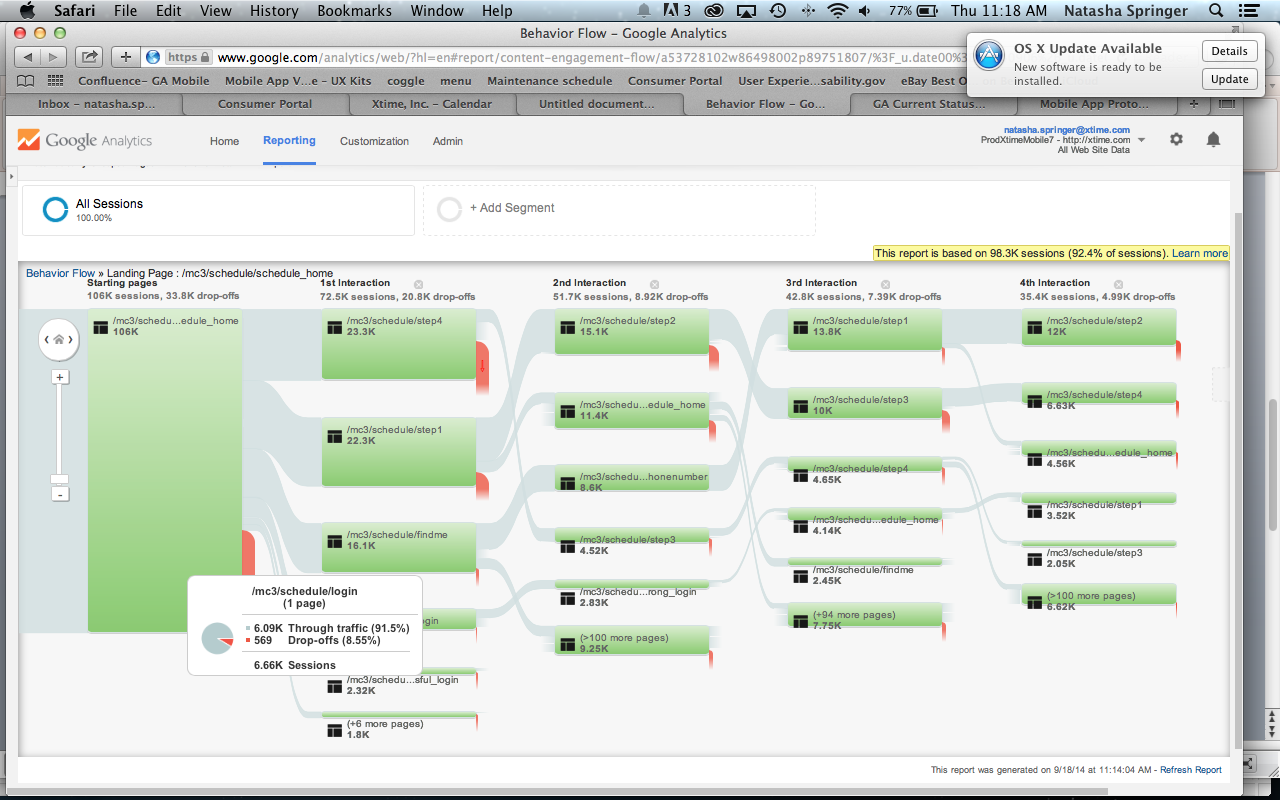 Safari File Edit View History Bookmarks Window Help
3
77% Thu 11:18 AM Natasha Springer
Behavior Flow – Google Analytics
OS X Update Available
New software is ready to be
installed.
Details
Update
https www.google.com/analytics/web/?hl=en#report/content-engagement-flow/a53728102w86498002p89751807/%3F_u.date00%3
Confluence- GA Mobile Mobile App V...e - UX Kits coggle menu Maintenance schedule Consumer Portal User Experie...sability.gov eBay Best
Inbox – natasha.sp... Consumer Portal Xtime, Inc. – Calendar Untitled document... Behavior Flow – Go... GA Current Status... Mobile App Proto...
Google Analytics
Home Reporting Customization Admin
natasha.springer@xtime.com
ProdXtimeMobile7 - http://xtime.com
All Web Site Data
All Sessions
100.00%
+ Add Segment
This report is based on 98.3K sessions (92.4% of sessions). Learn more
Behavior Flow » Landing Page : /mc3/schedule/schedule_home
Starting pages
106K sessions, 33.8K drop-offs
1st Interaction
72.5K sessions, 20.8K drop-offs
2nd Interaction
51.7K sessions, 8.92K drop-offs
3rd Interaction
42.8K sessions, 7.39K drop-offs
4th Interaction
35.4K sessions, 4.99K drop-offs
/mc3/schedu...edule_home
106K
/mc3/schedule/step4
23.3K
/mc3/schedule/step1
22.3K
/mc3/schedule/findme
16.1K
ogin
/mc3/schedu...sful_login
2.32K
(+6 more pages)
1.8K
/mc3/schedule/login
(1 page)
6.09K Through traffic (91.5%)
569 Drop-offs (8.55%)
6.66K Sessions
/mc3/schedule/step2
15.1K
/mc3/schedu...edule_home
11.4K
/mc3/schedu...honenumber
8.6K
/mc3/schedule/step3
4.52K
/mc3/schedu...rong_login
2.83K
(>100 more pages)
9.25K
/mc3/schedule/step1
13.8K
/mc3/schedule/step3
10K
/mc3/schedule/step4
4.65K
/mc3/schedu...edule_home
4.14K
/mc3/schedule/findme
2.45K
(+94 more pages)
7.75K
/mc3/schedule/step2
12K
/mc3/schedule/step4
6.63K
/mc3/schedu...edule_home
4.56K
/mc3/schedule/step1
3.52K
/mc3/schedule/step3
2.05K
(>100 more pages)
6.62K
This report was generated on 9/18/14 at 11:14:04 AM - Refresh Report